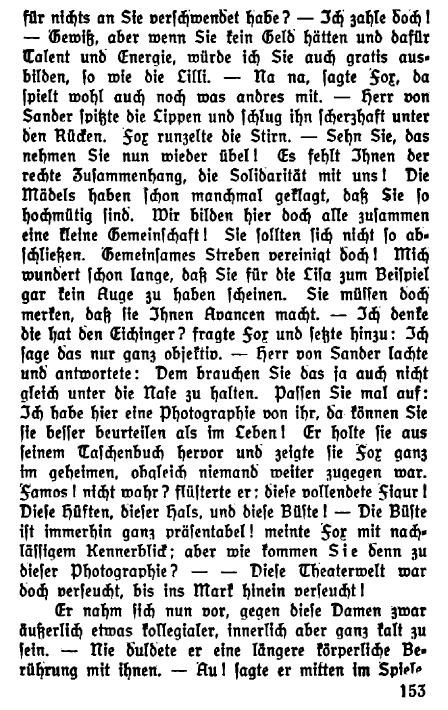 für nichts an Sie verschwendet habe? — Ich zahle doch!
— Gewiß, aber wenn Sie kein Geld hätten und dafür
Talent und Energie, würde ich Sie auch gratis aus-
bilden, so wie die Lilli. — Na na, sagte Fox, da
spielt wohl auch noch was andres mit. — Herr von
Sander spitzte die Lippen und schlug ihn scherzhaft unter
den Rücken. Fox runzelte die Stirn. — Sehn Sie, das
nehmen Sie nun wieder übel! Es fehlt Ihnen der
rechte Zusammenhang, die Solidarität mit uns! Die
Mädels haben schon manchmal geklagt, daß Sie so
hochmütig sind. Wir bilden hier doch alle zusammen
eine kleine Gemeinschaft! Sie sollten sich nicht so ab-
schließen. Gemeinsames Streben vereinigt doch! Mich
wundert schon lange, daß Sie für die Lisa zum Beispiel
gar kein Auge zu haben scheinen. Sie müssen doch
merken, daß sie Ihnen Avancen macht. — Ich denke
die hat den Eichinger? fragte Fox und setzte hinzu: Ich
sage das nur ganz objektiv. — Herr von Sander lachte
und antwortete: Dem brauchen Sie das ja auch nicht
gleich unter die Nase zu halten. Passen Sie mal auf:
Ich habe hier eine Photographie von ihr, da können Sie
sie besser beurteilen als im Leben! Er holte sie aus
seinem Taschenbuch hervor und zeigte sie Fox ganz
im geheimen, obgleich niemand weiter zugegen war.
Famos! nicht wahr? flüsterte er: diese vollendete Figur!
Diese Hüften, dieser Hals, und diese Büste! — Die Büste
ist immerhin ganz präsentabel! meinte Fox mit nach-
lässigem Kennerblick; aber wie kommen Sie denn zu
dieser Photographie? — — Diese Theaterwelt war
doch verseucht, bis ins Mark hinein verseucht!
Er nahm sich nun vor, gegen diese Damen zwar
äußerlich etwas kollegialer, innerlich aber ganz kalt zu
sein. — Nie duldete er eine längere körperliche Be-
rührung mit ihnen. — Au! sagte er mitten im Spiele
153